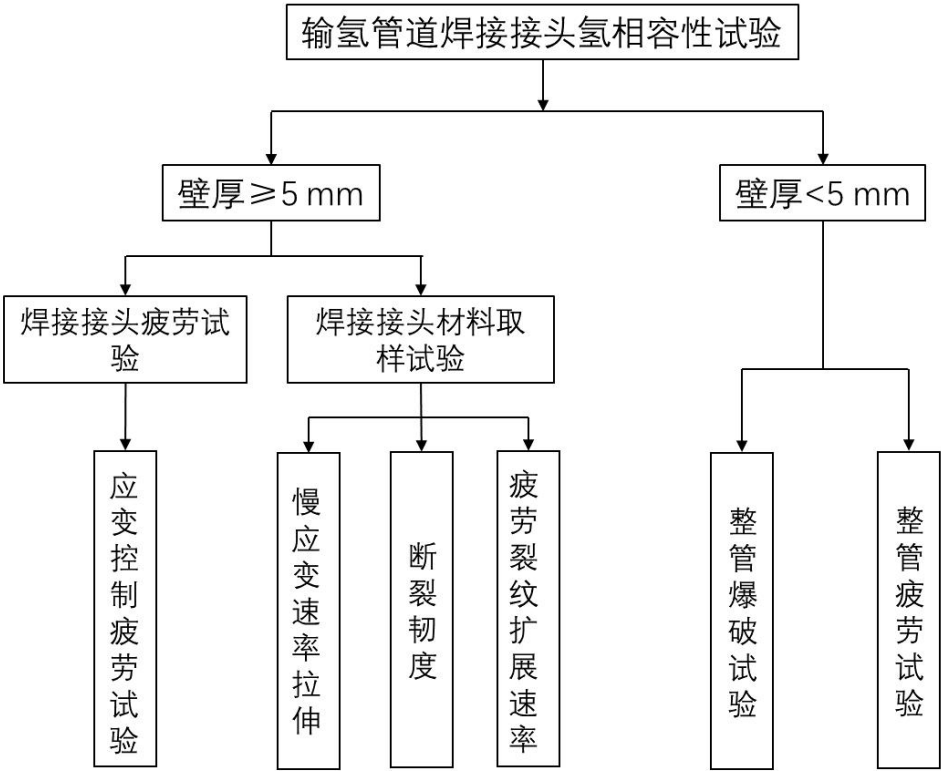 输氢管道焊接接头氢相容性试验
壁厚≥5 mm
壁厚<5 mm
焊接接头疲劳试
验
焊接接头材料取
样试验
应变控制疲劳试验
慢应变速率拉伸
断裂韧度
疲劳裂纹扩展速率
整管爆破试验
整管疲劳试验